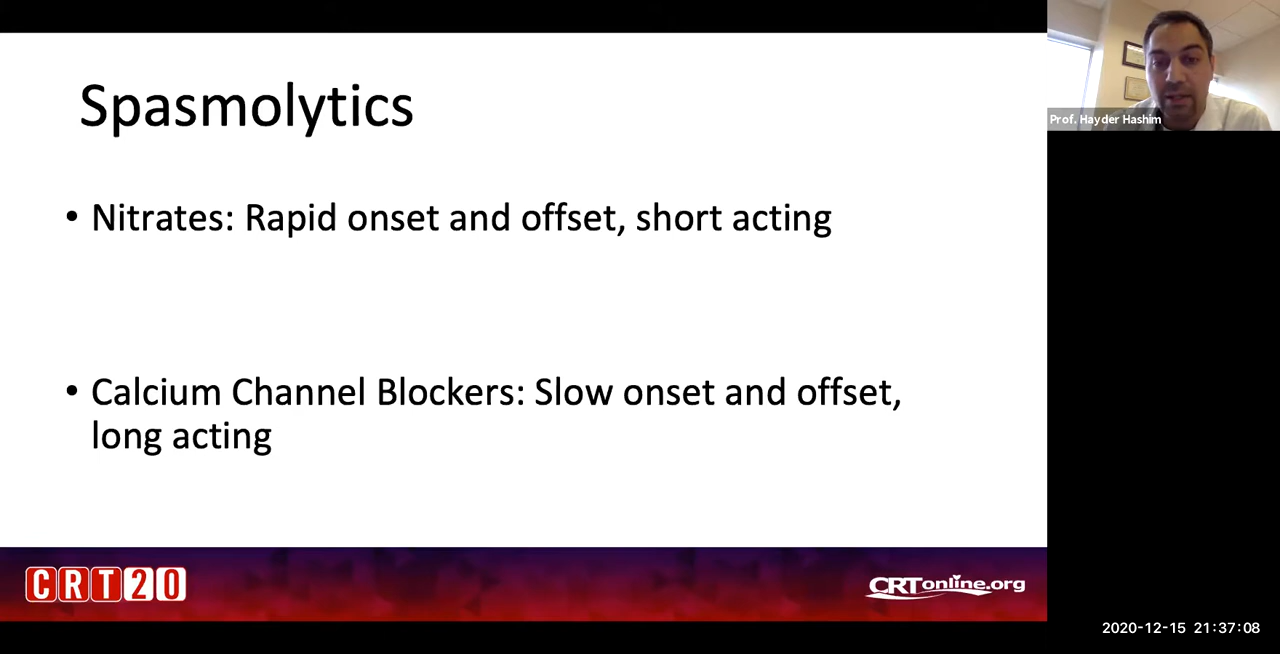 Spasmolytics
• Nitrates: Rapid onset and offset, short acting
• Calcium Channel Blockers: Slow onset and offset,
long acting
CRT20
CRTonline.org
Prof. Hayder Hashim
2020-12-15 21:37:08